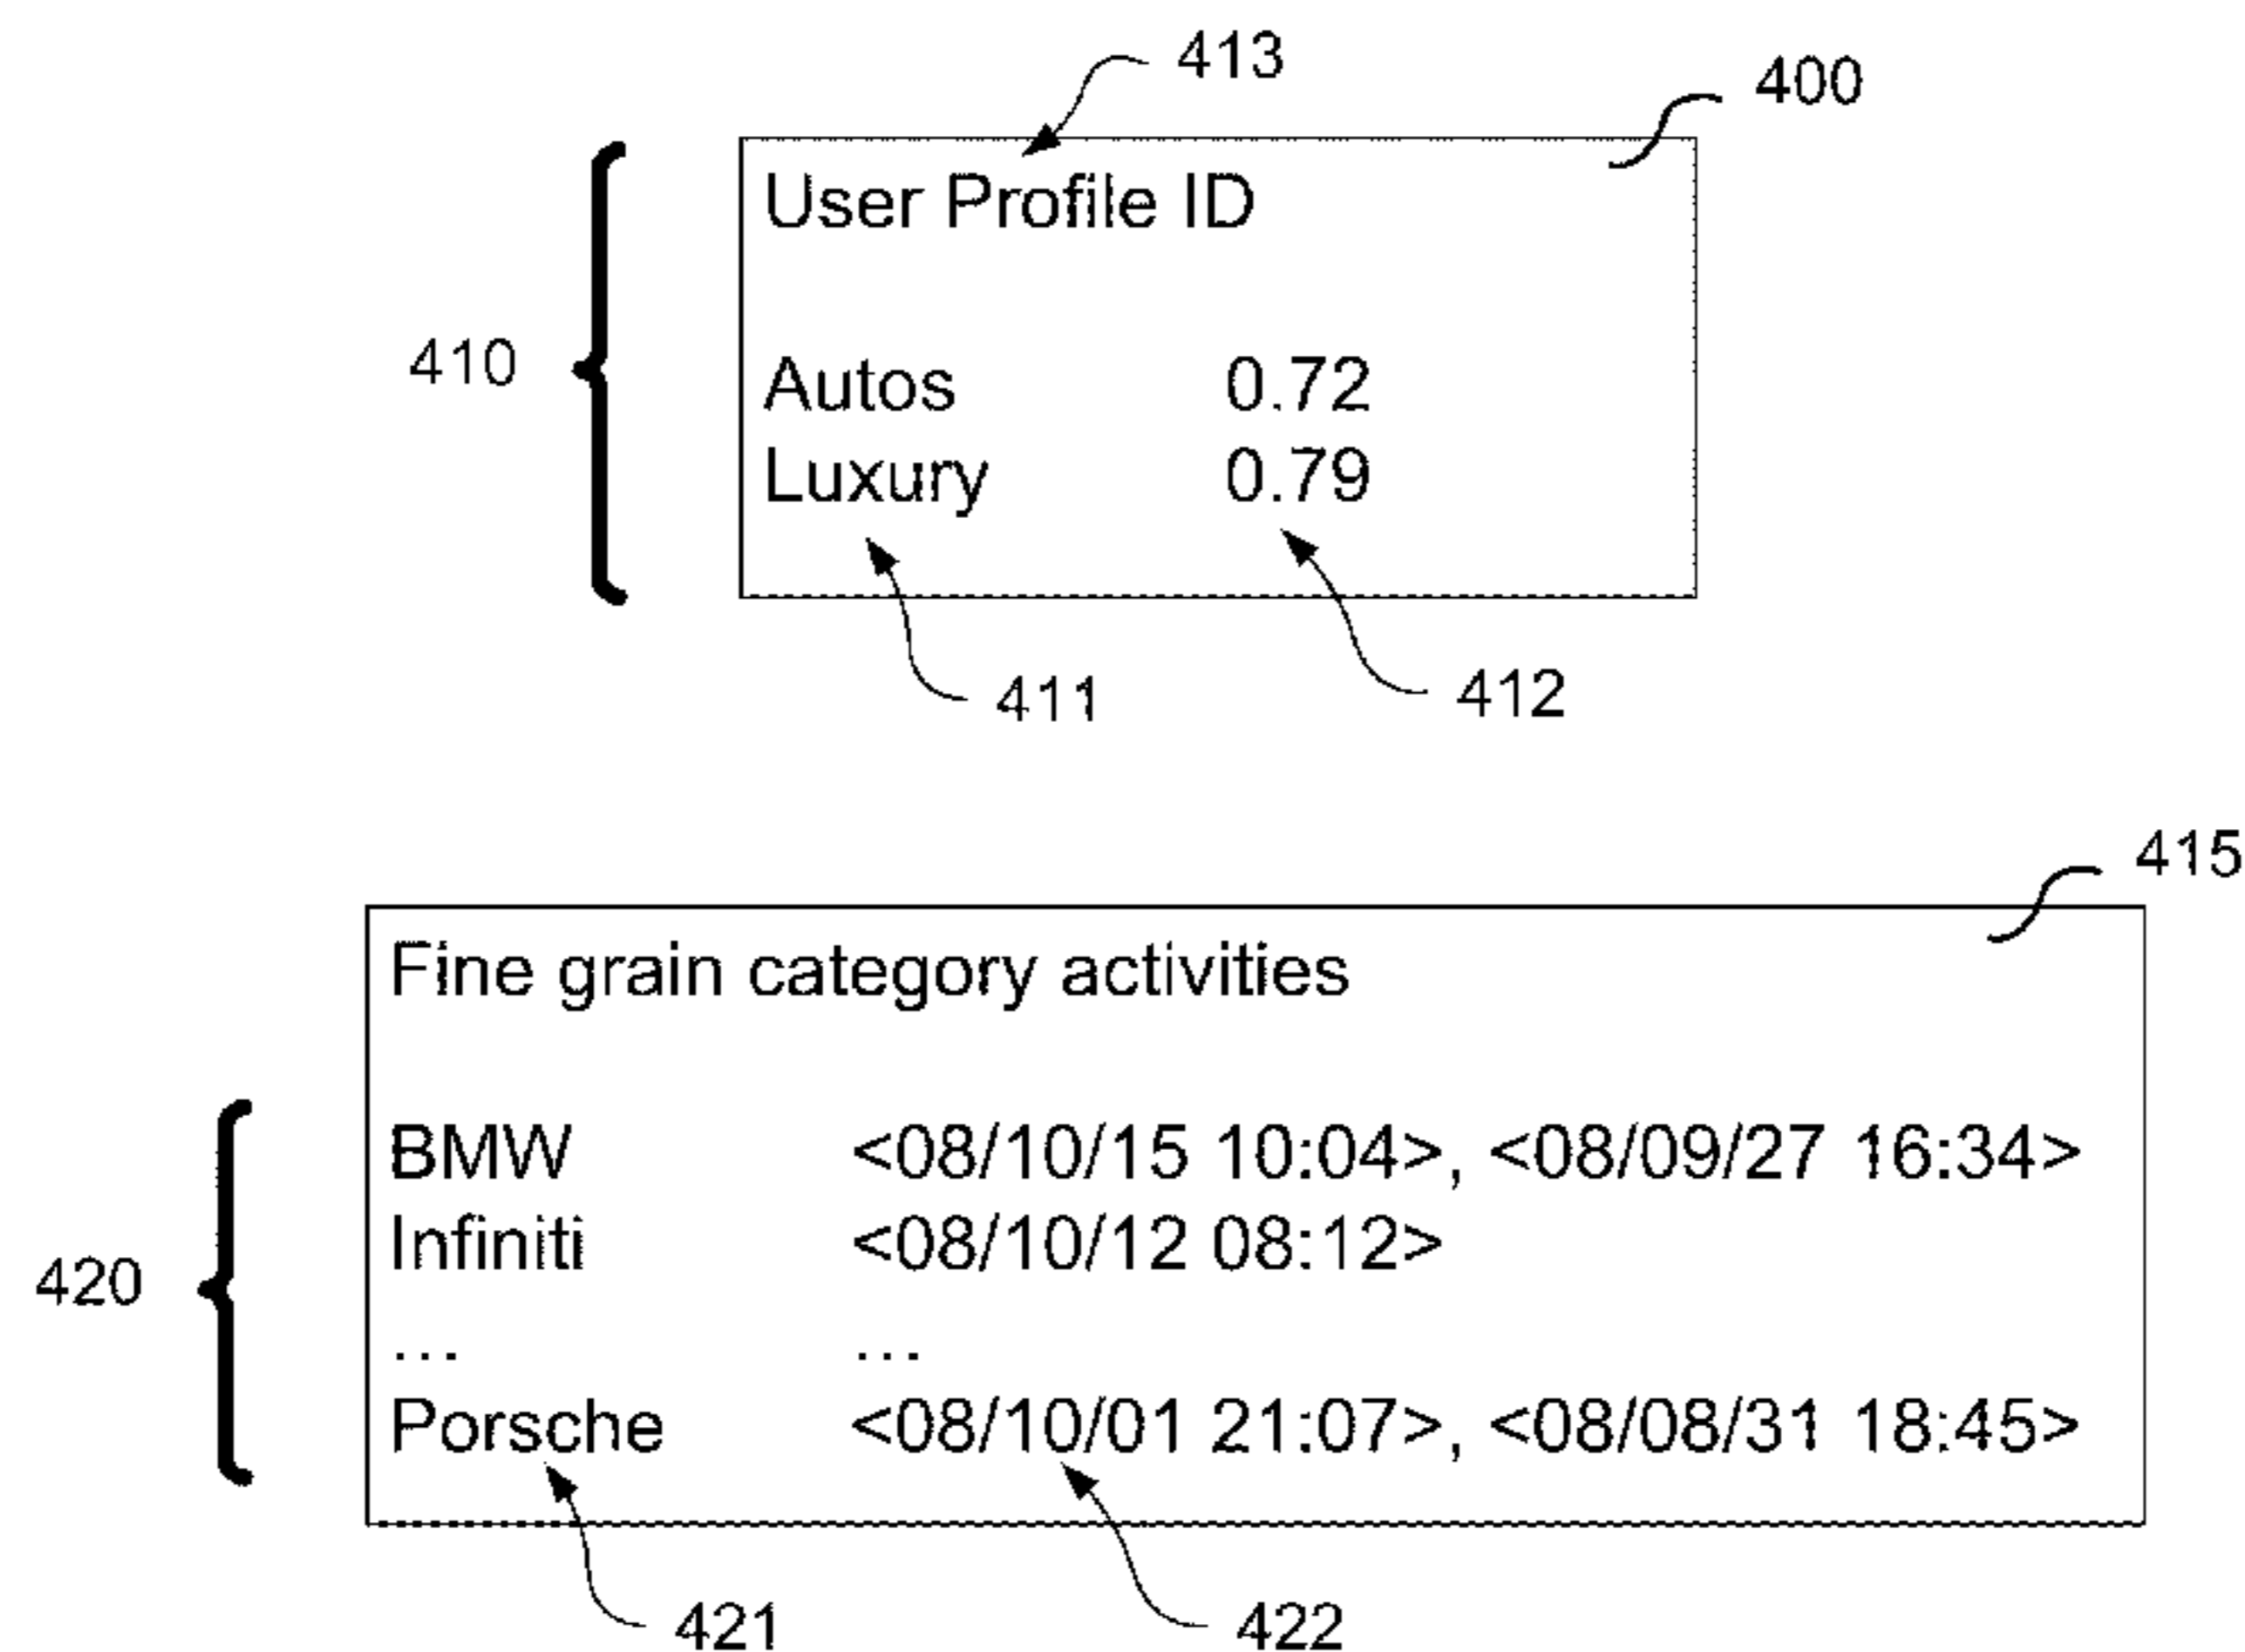 413
400
User Profile ID
410
Autos 0.72
Luxury 0.79
411
412
415
Fine grain category activities
BMW <08/10/15 10:04>, <08/09/27 16:34>
Infiniti <08/10/12 08:12>
420
... ...
Porsche <08/10/01 21:07>, <08/08/31 18:45>
421
422